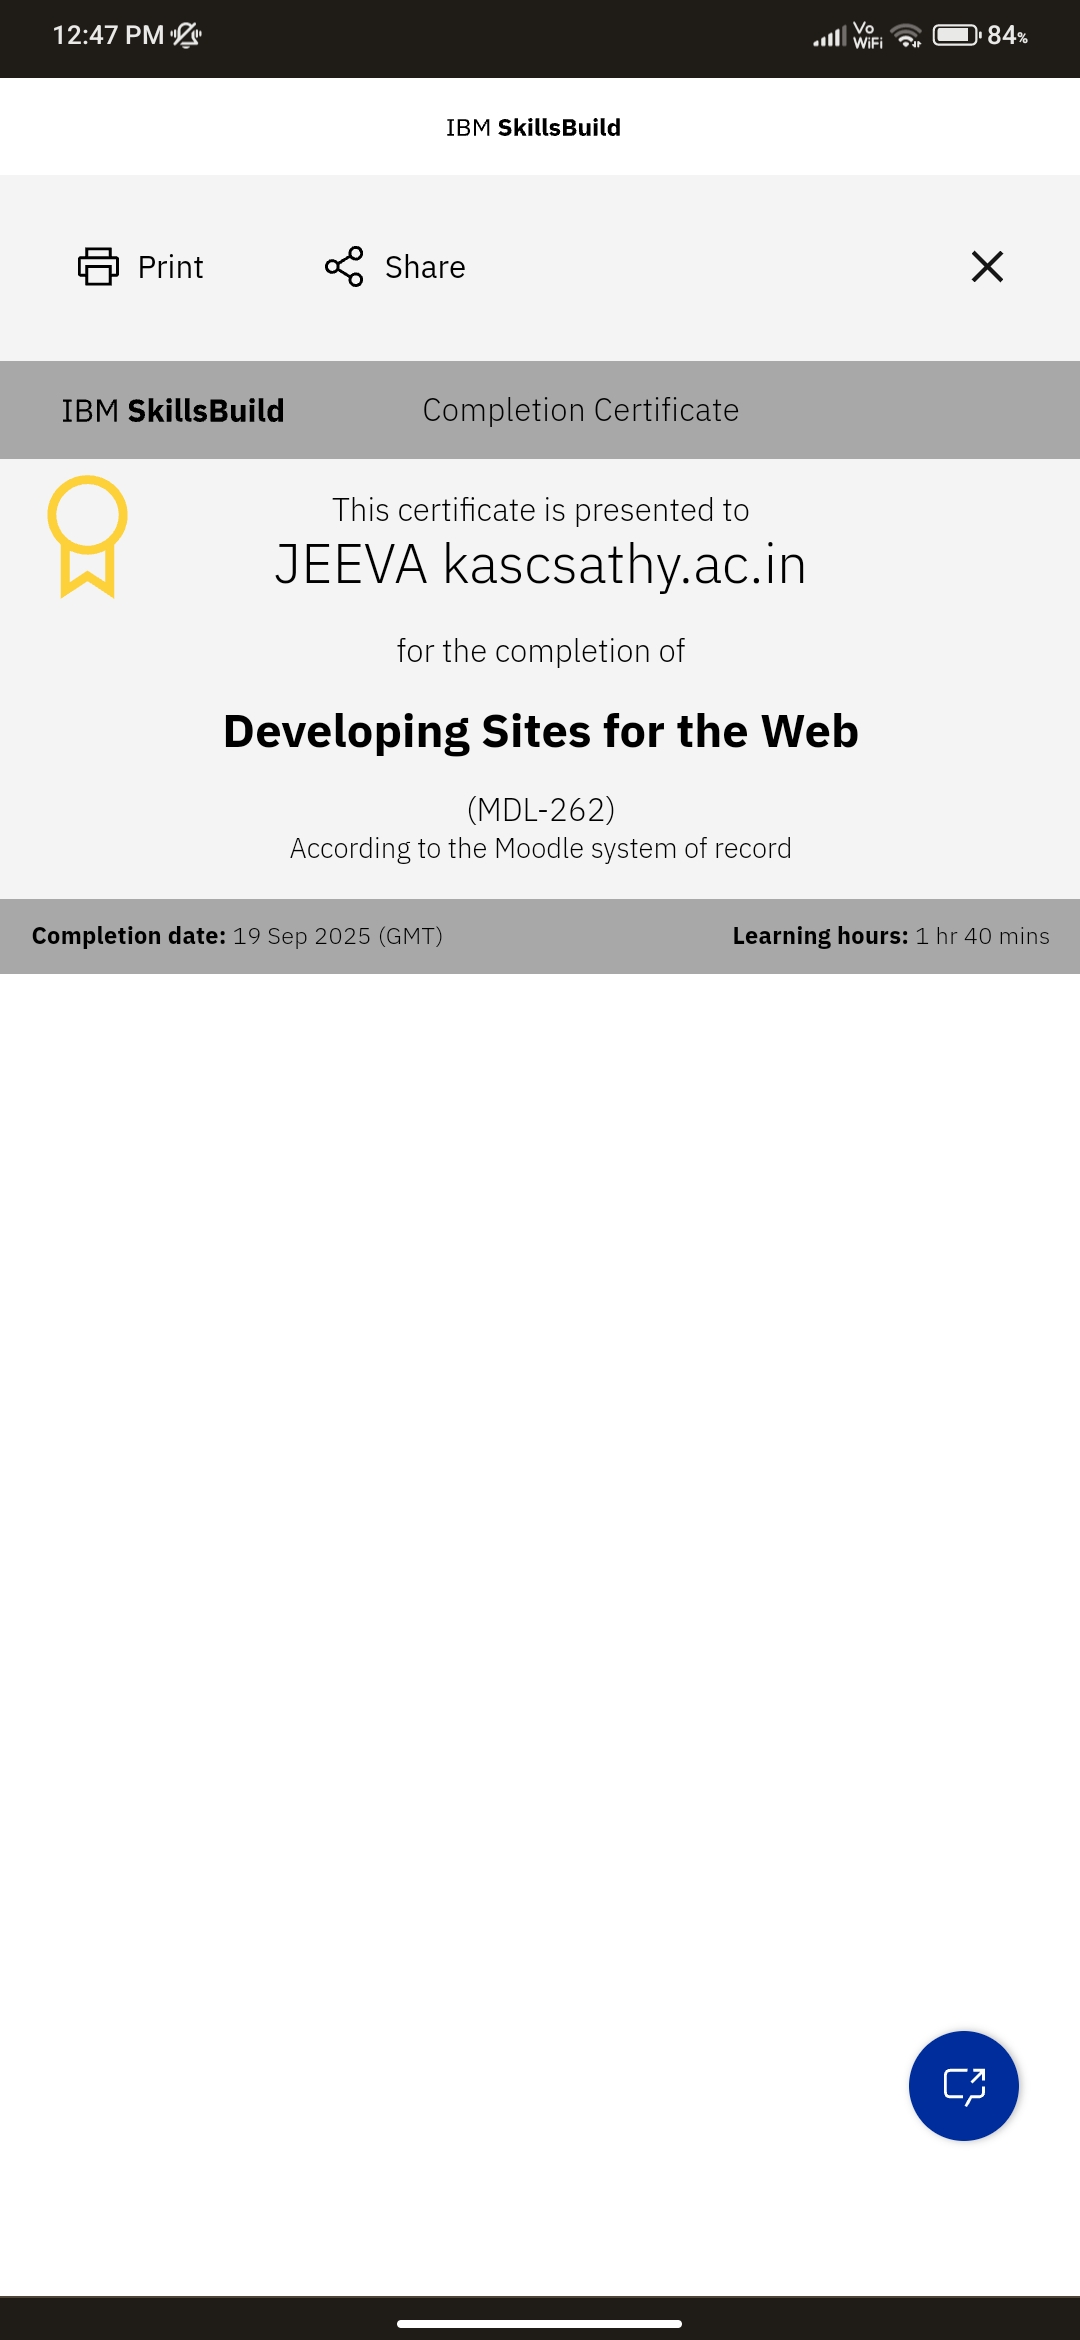 12:47 PM
Vo WiFi 84%
IBM SkillsBuild
Print Share
IBM SkillsBuild Completion Certificate
This certificate is presented to
JEEVA kascsathy.ac.in
for the completion of
Developing Sites for the Web
(MDL-262)
According to the Moodle system of record
Completion date: 19 Sep 2025 (GMT) Learning hours: 1 hr 40 mins